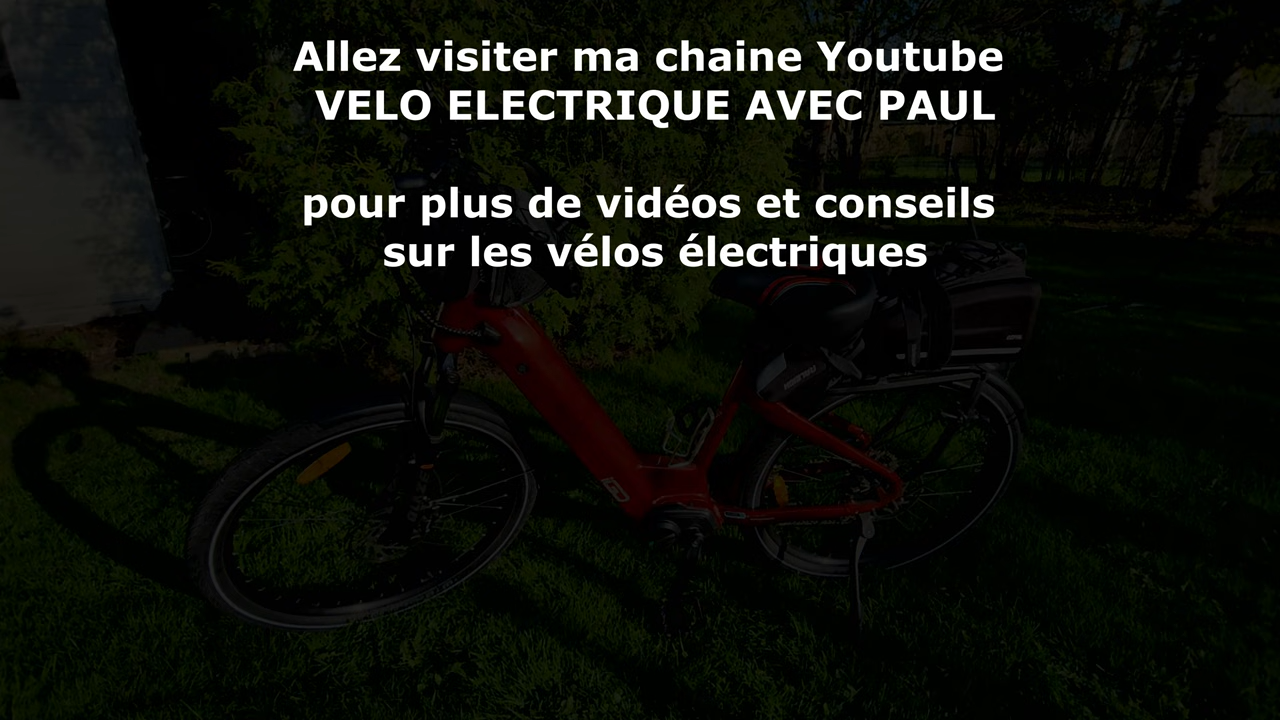 Allez visiter ma chaine Youtube
VELO ELECTRIQUE AVEC PAUL
pour plus de vidéos et conseils
sur les vélos électriques